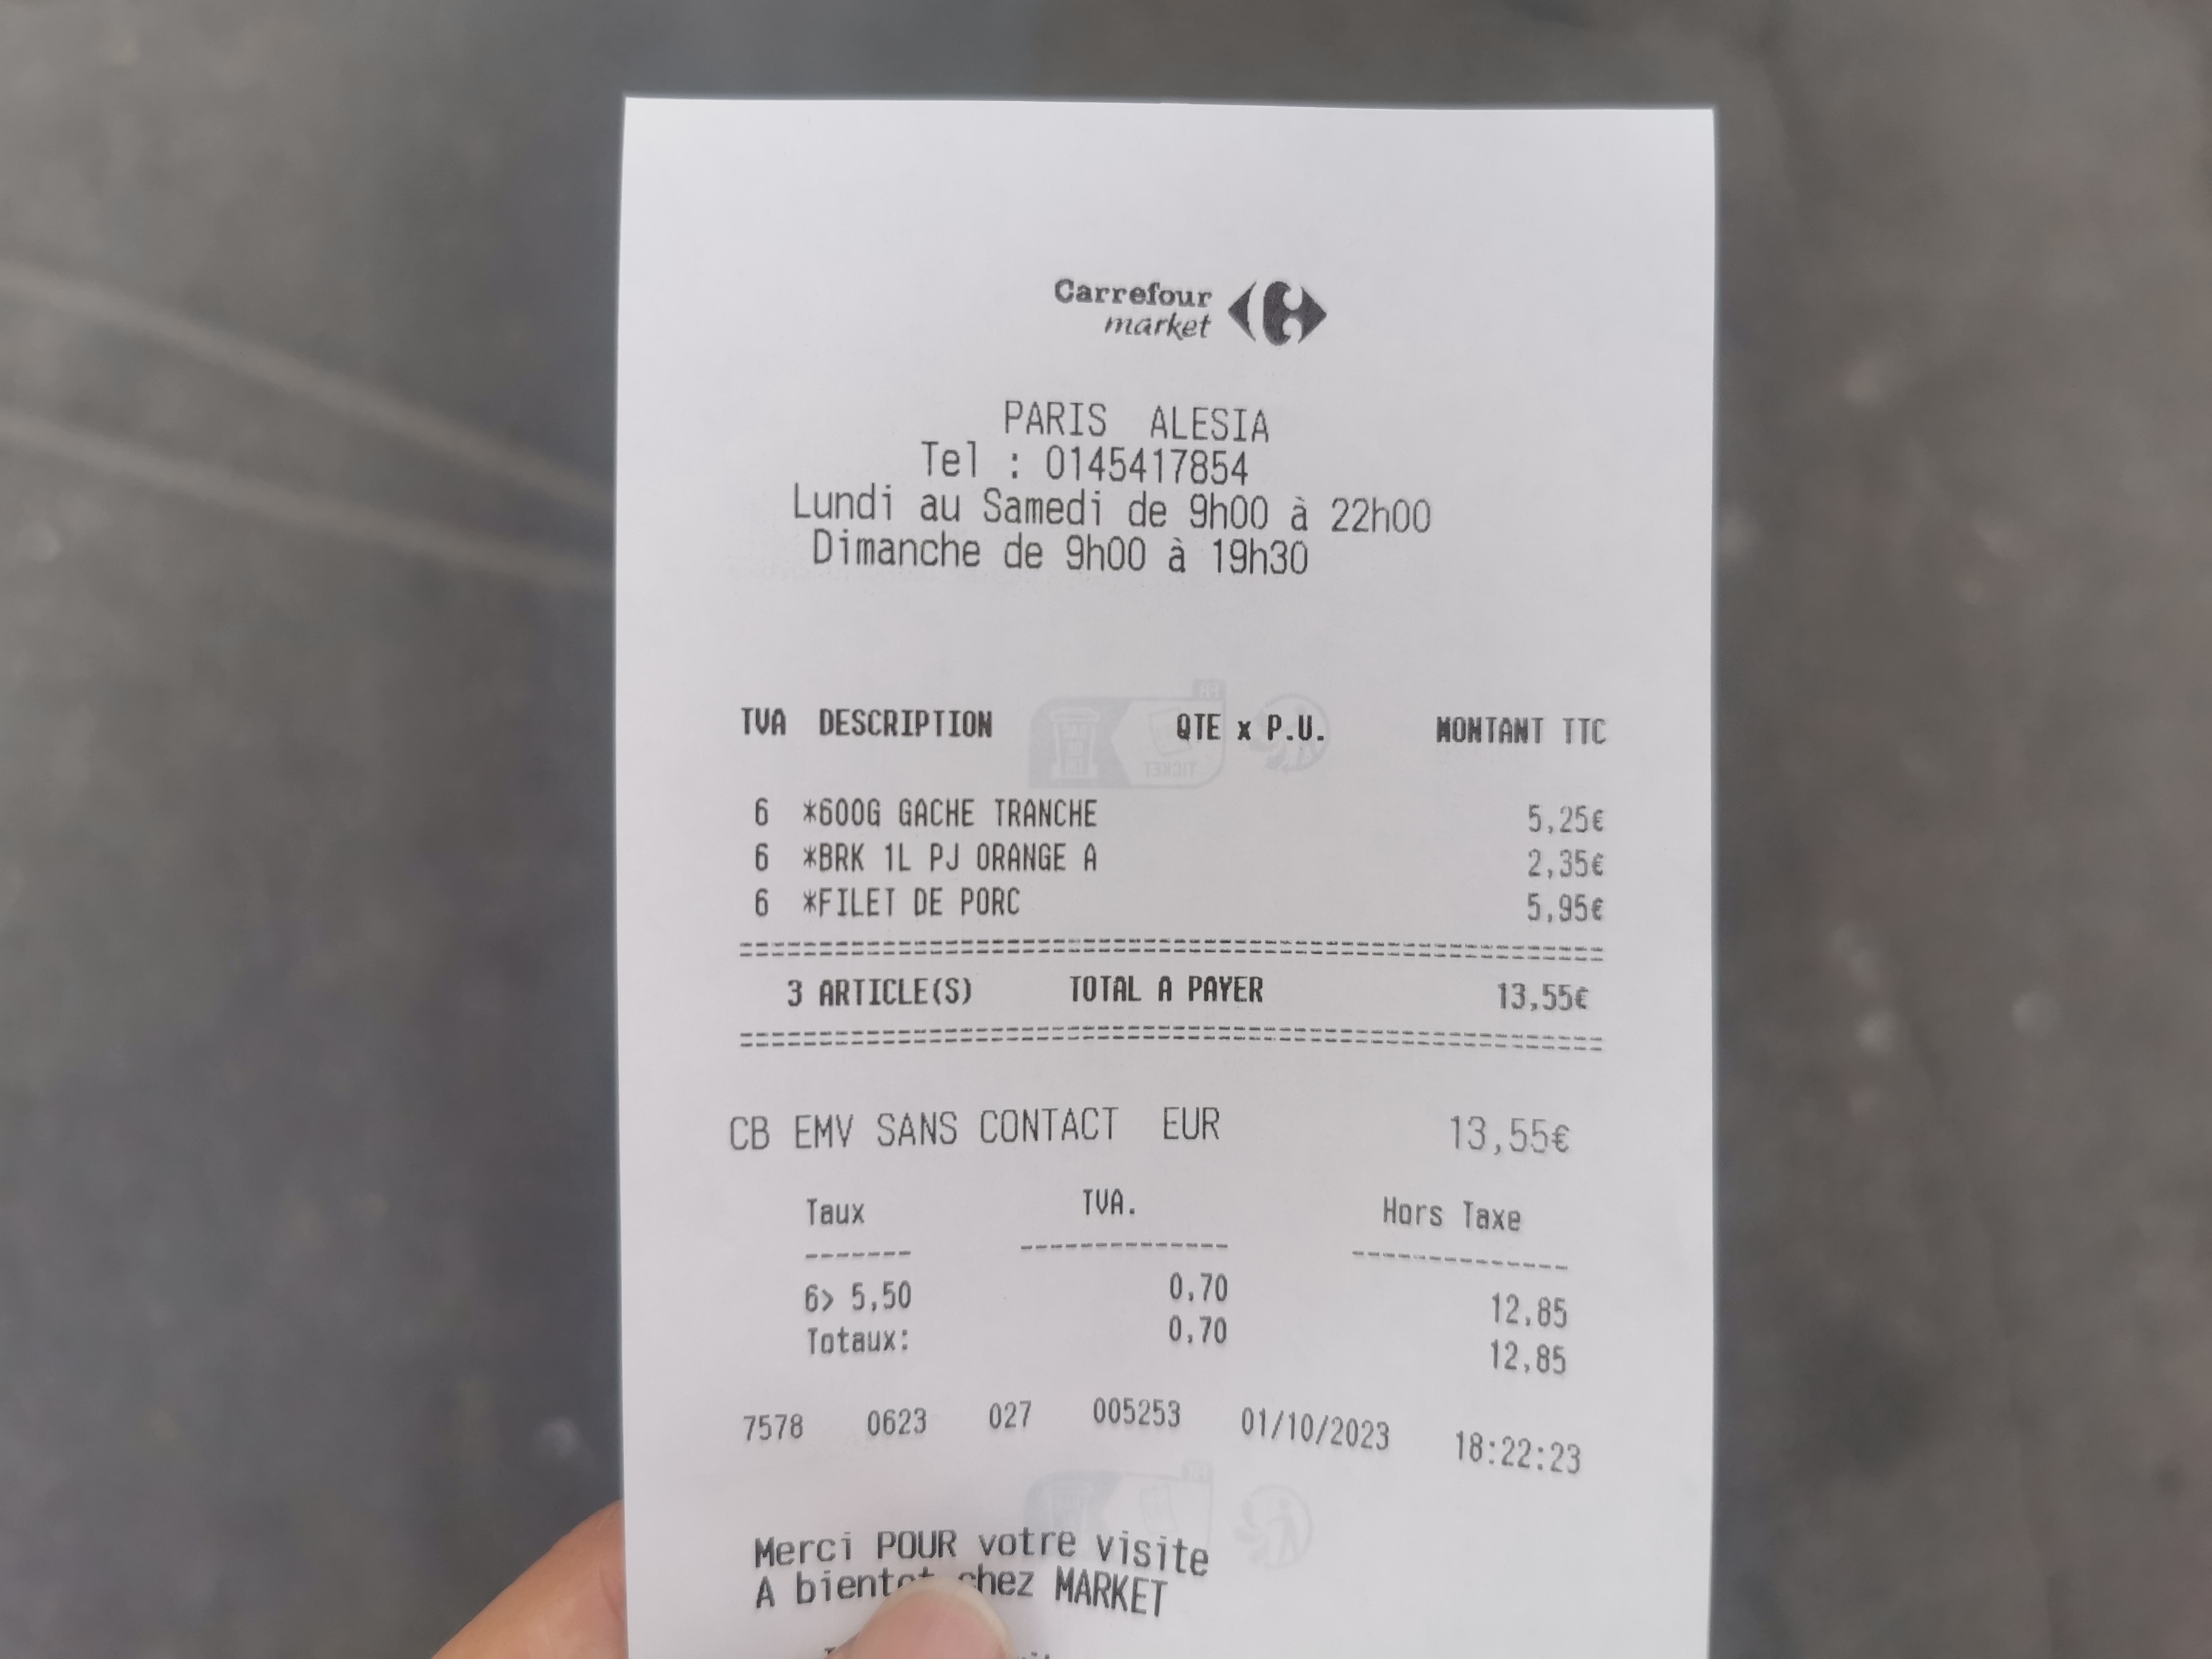 Carrefour
market
PARIS ALESIA
Tel : 0145417854
Lundi au Samedi de 9h00 à 22h00
Dimanche de 9h00 à 19h30
TVA DESCRIPTION QTE x P.U. MONTANT TTC
6 *600G GACHE TRANCHE 5,25€
6 *BRK 1L PJ ORANGE A 2,35€
6 *FILET DE PORC 5,95€
3 ARTICLE(S) TOTAL A PAYER 13,55€
CB EMV SANS CONTACT EUR 13,55€
Taux TVA. Hors Taxe
6> 5,50 0,70 12,85
Totaux: 0,70 12,85
7578 0623 027 005253 01/10/2023 18:22:23
Merci POUR votre visite
A bientot chez MARKET